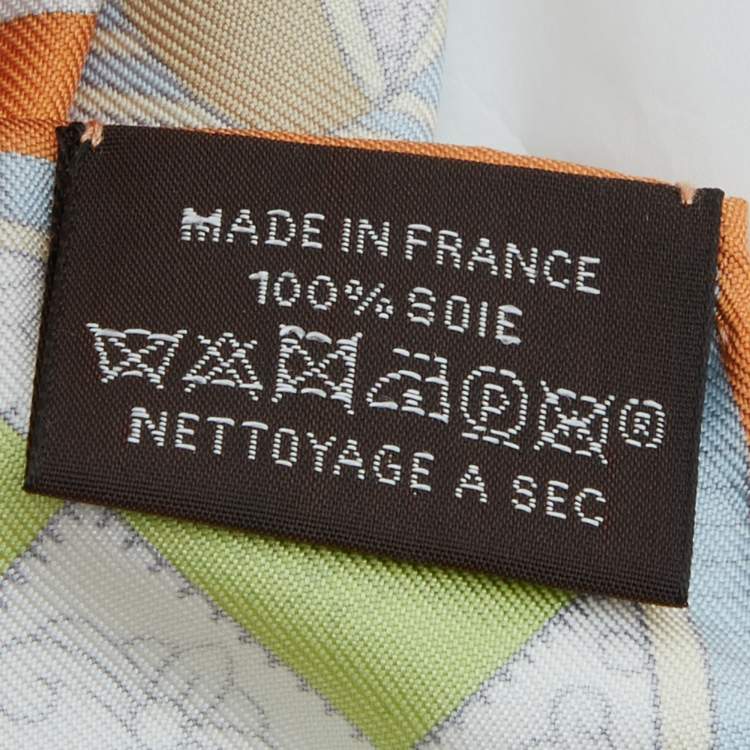 MADE IN FRANCE
100% SOIE
P ®
NETTOYAGE A SEC